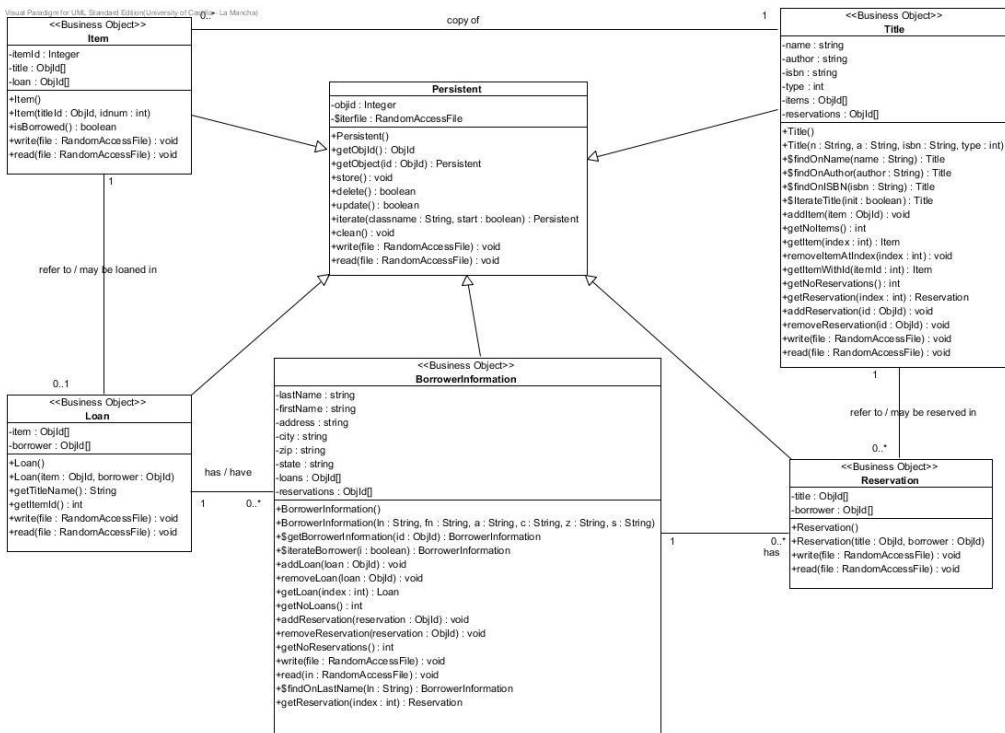 Visual Paradigm for UML Standard Edition(University of Castilla - La Mancha)
<<Business Object>>
Item
-itemId : Integer
-title : ObjId[]
-loan : ObjId[]
+Item()
+Item(titleId : ObjId, idnum : int)
+isBorrowed() : boolean
+write(file : RandomAccessFile) : void
+read(file : RandomAccessFile) : void
0..*
copy of
1
<<Business Object>>
Title
-name : string
-author : string
-isbn : string
-type : int
-items : ObjId[]
-reservations : ObjId[]
+Title()
+Title(n : String, a : String, isbn : String, type : int)
+$findOnName(name : String) : Title
+$findOnAuthor(author : String) : Title
+$findOnISBN(isbn : String) : Title
+$IterateTitle(init : boolean) : Title
+addItem(item : ObjId) : void
+getNoItems() : int
+getItem(index : int) : Item
+removeItemAtIndex(index : int) : void
+getItemWithId(itemId : int) : Item
+getNoReservations() : int
+getReservation(index : int) : Reservation
+addReservation(id : ObjId) : void
+removeReservation(id : ObjId) : void
+write(file : RandomAccessFile) : void
+read(file : RandomAccessFile) : void
Persistent
-objid : Integer
-$iterfile : RandomAccessFile
+Persistent()
+getObjId() : ObjId
+getObject(id : ObjId) : Persistent
+store() : void
+delete() : boolean
+update() : boolean
+iterate(classname : String, start : boolean) : Persistent
+clean() : void
+write(file : RandomAccessFile) : void
+read(file : RandomAccessFile) : void
1
refer to / may be loaned in
0..1
<<Business Object>>
Loan
-item : ObjId[]
-borrower : ObjId[]
+Loan()
+Loan(item : ObjId, borrower : ObjId)
+getTitleName() : String
+getItemId() : int
+write(file : RandomAccessFile) : void
+read(file : RandomAccessFile) : void
has / have
1
0..*
<<Business Object>>
BorrowerInformation
-lastName : string
-firstName : string
-address : string
-city : string
-zip : string
-state : string
-loans : ObjId[]
-reservations : ObjId[]
+BorrowerInformation()
+BorrowerInformation(ln : String, fn : String, a : String, c : String, z : String, s : String)
+$getBorrowerInformation(id : ObjId) : BorrowerInformation
+$iterateBorrower(i : boolean) : BorrowerInformation
+addLoan(loan : ObjId) : void
+removeLoan(loan : ObjId) : void
+getLoan(index : int) : Loan
+getNoLoans() : int
+addReservation(reservation : ObjId) : void
+removeReservation(reservation : ObjId) : void
+getNoReservations() : int
+write(file : RandomAccessFile) : void
+read(in : RandomAccessFile) : void
+$findOnLastName(ln : String) : BorrowerInformation
+getReservation(index : int) : Reservation
1
refer to / may be reserved in
0..*
<<Business Object>>
Reservation
-title : ObjId[]
-borrower : ObjId[]
+Reservation()
+Reservation(title : ObjId, borrower : ObjId)
+write(file : RandomAccessFile) : void
+read(file : RandomAccessFile) : void
1
0..*
has